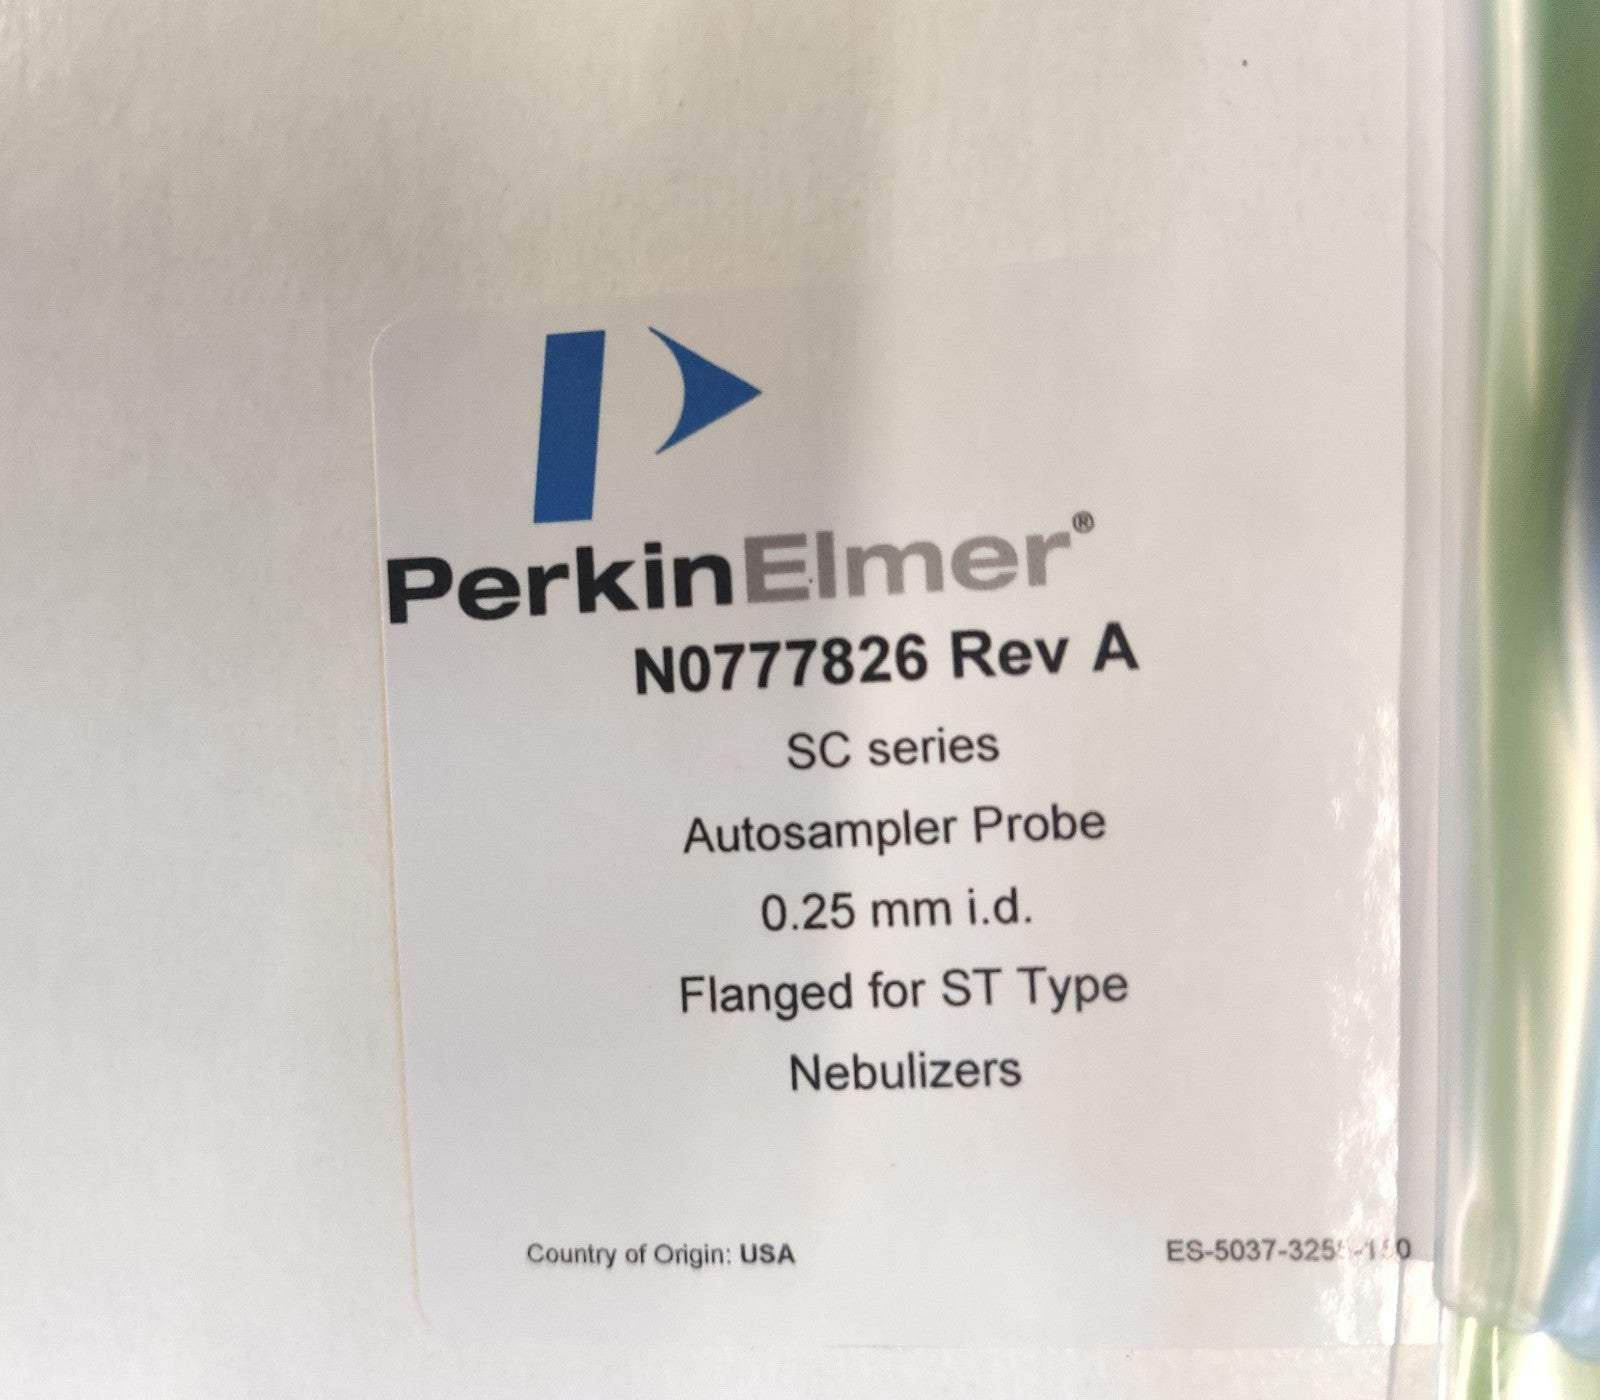 PerkinElmer®
N0777826 Rev A
SC series
Autosampler Probe
0.25 mm i.d.
Flanged for ST Type
Nebulizers
Country of Origin: USA